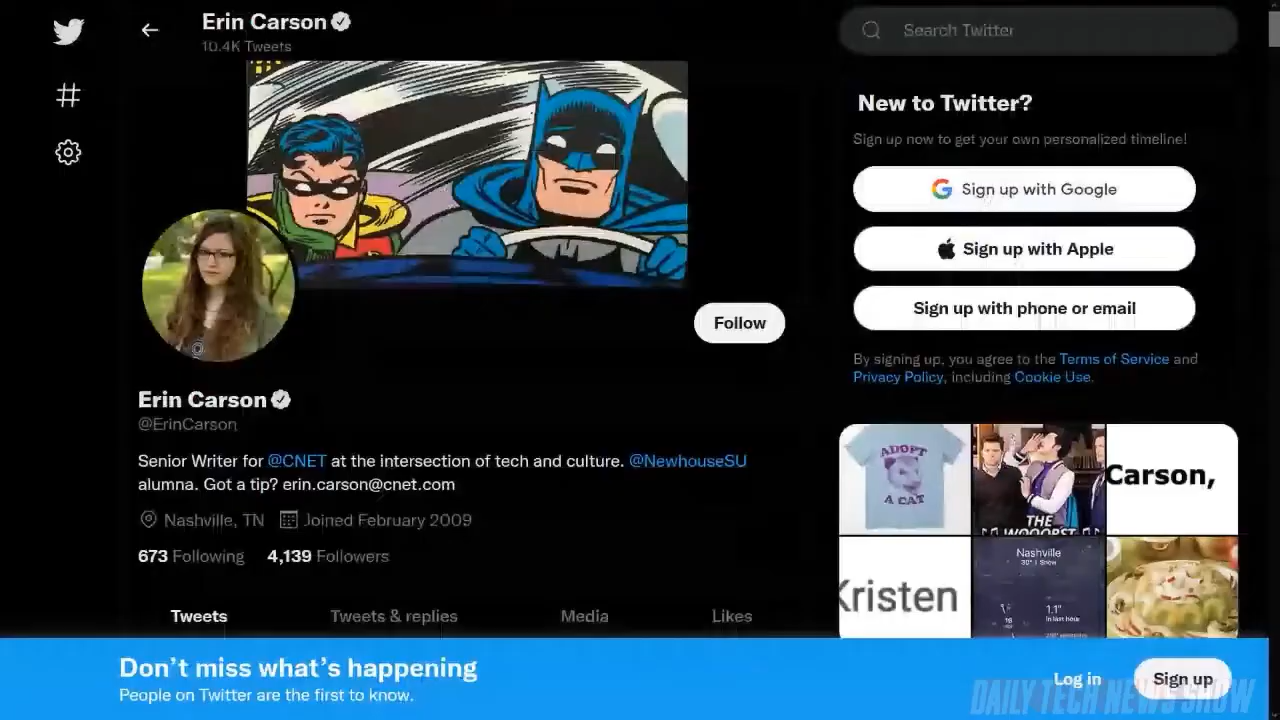 Erin Carson
10.4K Tweets
Search Twitter
New to Twitter?
Sign up now to get your own personalized timeline!
Sign up with Google
Sign up with Apple
Follow
Sign up with phone or email
By signing up, you agree to the Terms of Service and
Privacy Policy, including Cookie Use.
Erin Carson
@ErinCarson
Senior Writer for @CNET at the intersection of tech and culture. @NewhouseSU
alumna. Got a tip? erin.carson@cnet.com
Nashville, TN Joined February 2009
673 Following 4,139 Followers
Tweets Tweets & replies Media Likes
ADOPT
A CAT
THE
Carson,
Kristen
Nashville
1.1"
in last hour
Don't miss what's happening
People on Twitter are the first to know.
Log in
Sign up
DAILY TECH NEWS SHOW